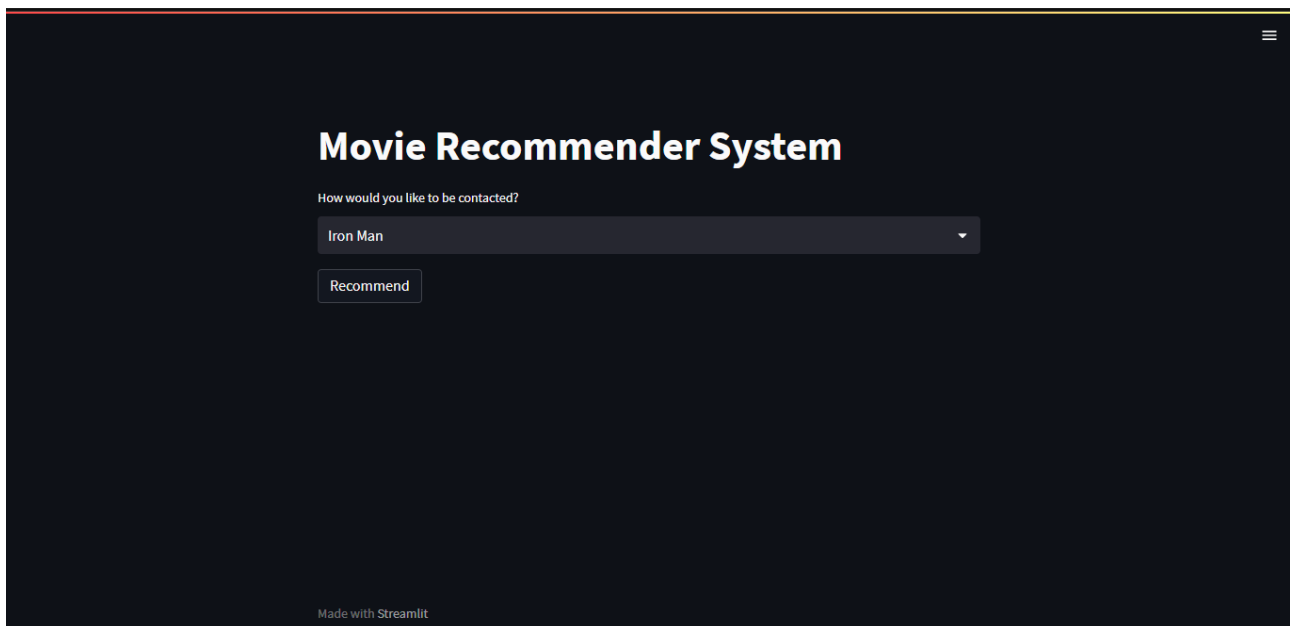 Movie Recommender System
How would you like to be contacted?
Iron Man
Recommend
Made with Streamlit